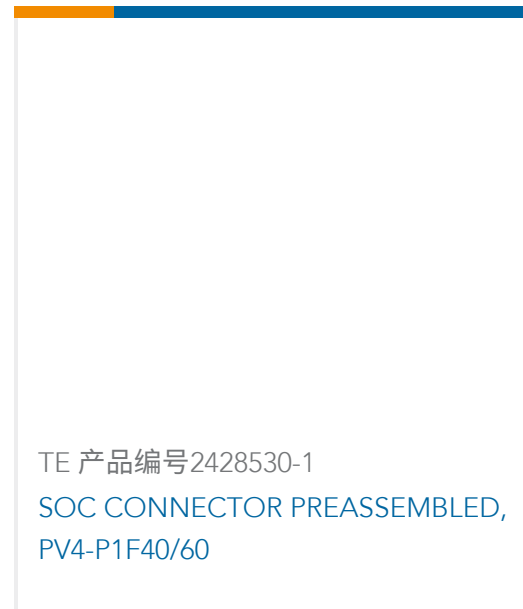 TE 产品编号2428530-1
SOC CONNECTOR PREASSEMBLED,
PV4-P1F40/60